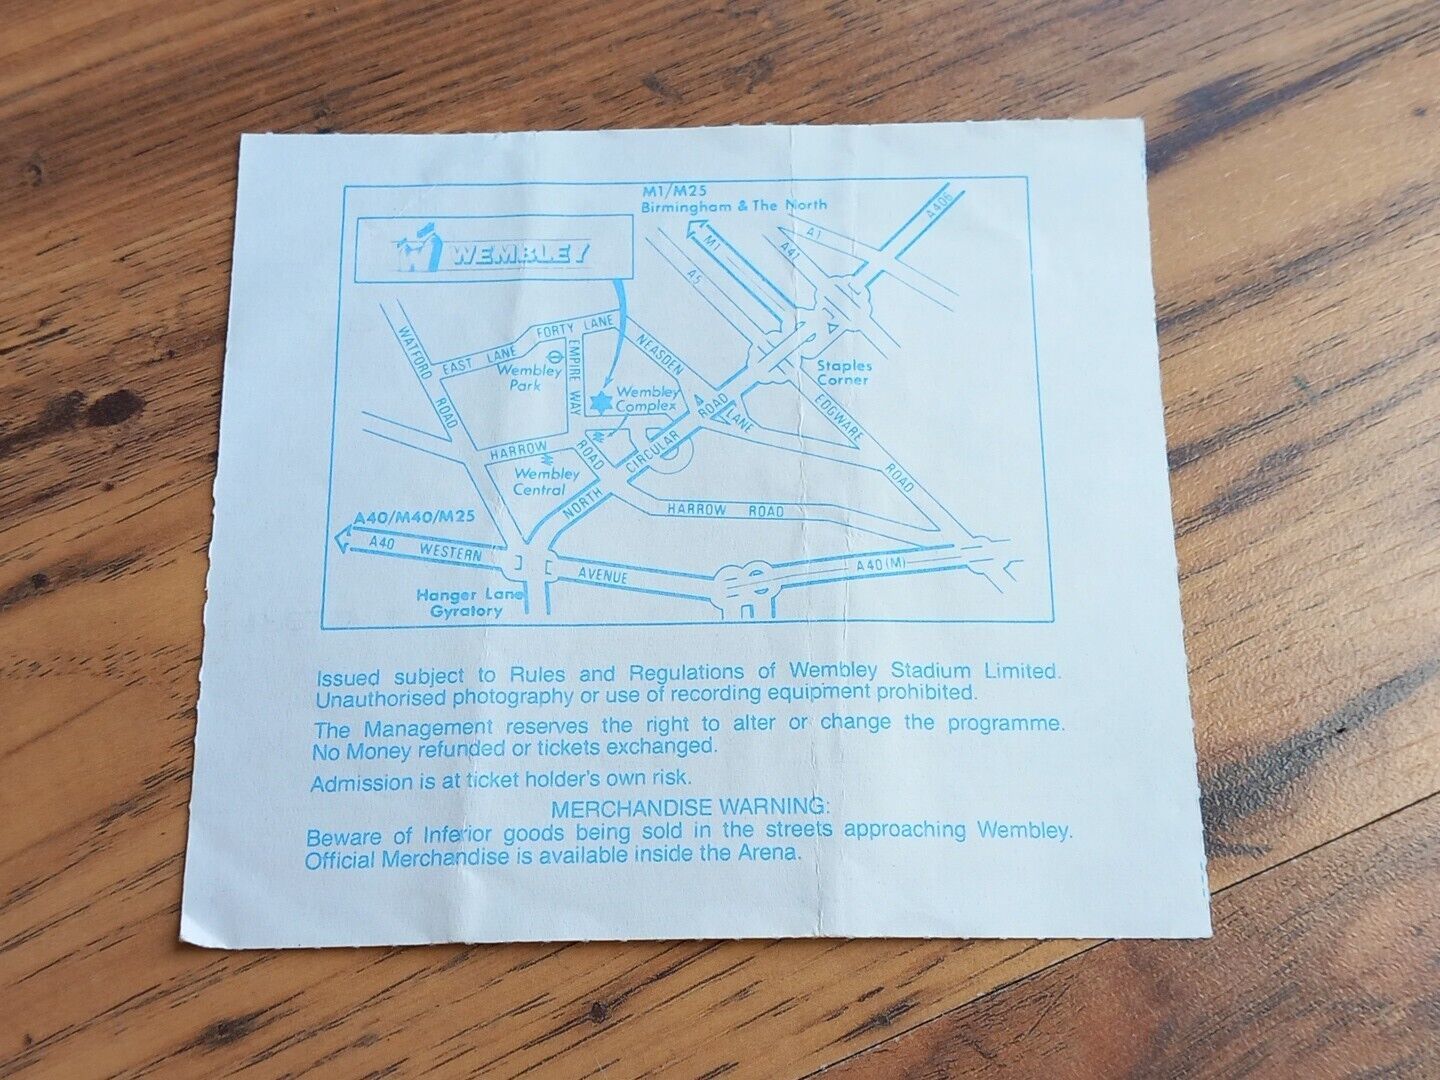 M1/M25
Birmingham & The North
A406
WEMBLEY
M1
A1
A41
A5
WATFORD ROAD
EAST LANE
FORTY LANE
NEASDEN LANE
Wembley
Park
EMPIRE WAY
Wembley
Complex
Staples
Corner
EDGWARE ROAD
HARROW ROAD
NORTH CIRCULAR ROAD
Wembley
Central
HARROW ROAD
A40/M40/M25
A40 WESTERN AVENUE
A40(M)
Hanger Lane
Gyratory
Issued subject to Rules and Regulations of Wembley Stadium Limited.
Unauthorised photography or use of recording equipment prohibited.
The Management reserves the right to alter or change the programme.
No Money refunded or tickets exchanged.
Admission is at ticket holder's own risk.
MERCHANDISE WARNING:
Beware of Inferior goods being sold in the streets approaching Wembley.
Official Merchandise is available inside the Arena.